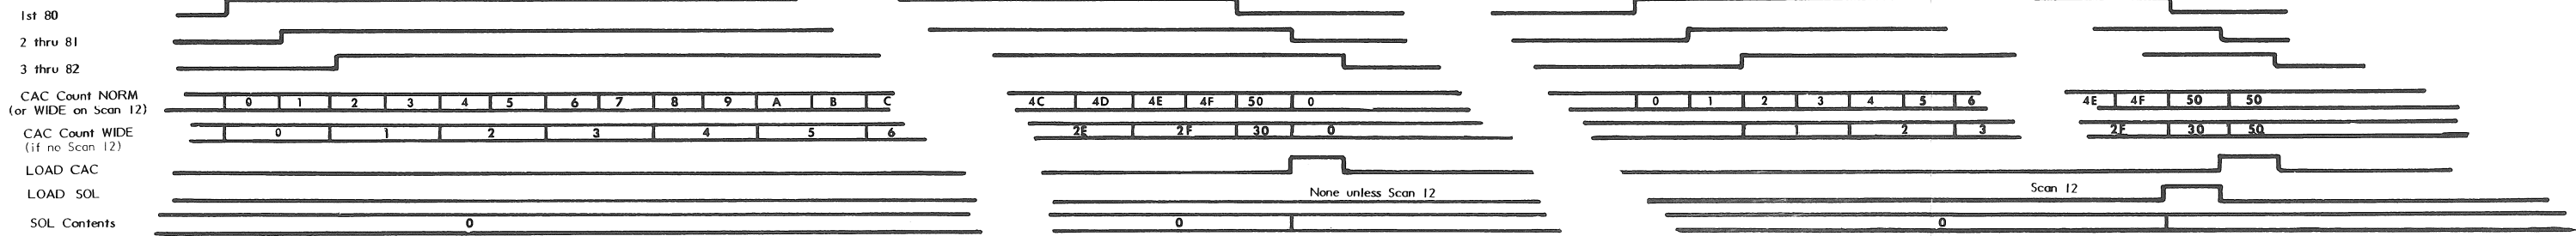 1st 80
2 thru 81
3 thru 82
CAC Count NORM 0 1 2 3 4 5 6 7 8 9 A B C 4C 4D 4E 4F 50 0 0 1 2 3 4 5 6 4E 4F 50 50
(or WIDE on Scan 12)
CAC Count WIDE 0 1 2 3 4 5 6 2E 2F 30 0 1 2 3 2F 30 50
(if no Scan 12)
LOAD CAC
LOAD SOL None unless Scan 12 Scan 12
SOL Contents 0 0 0